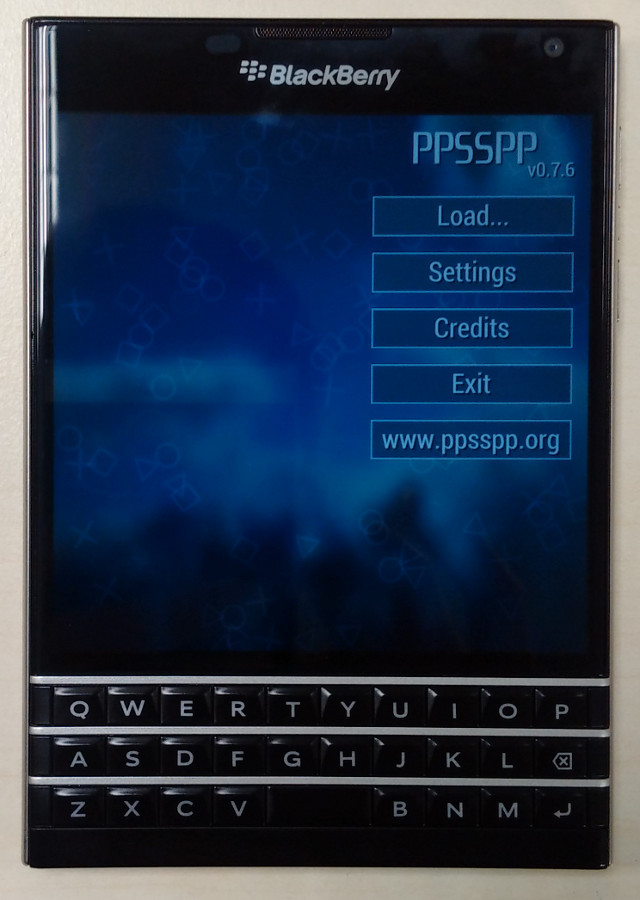 BlackBerry
PPSSPP
v0.7.6
Load...
Settings
Credits
Exit
www.ppsspp.org
Q W E R T Y U I O P
A S D F G H J K L
Z X C V B N M